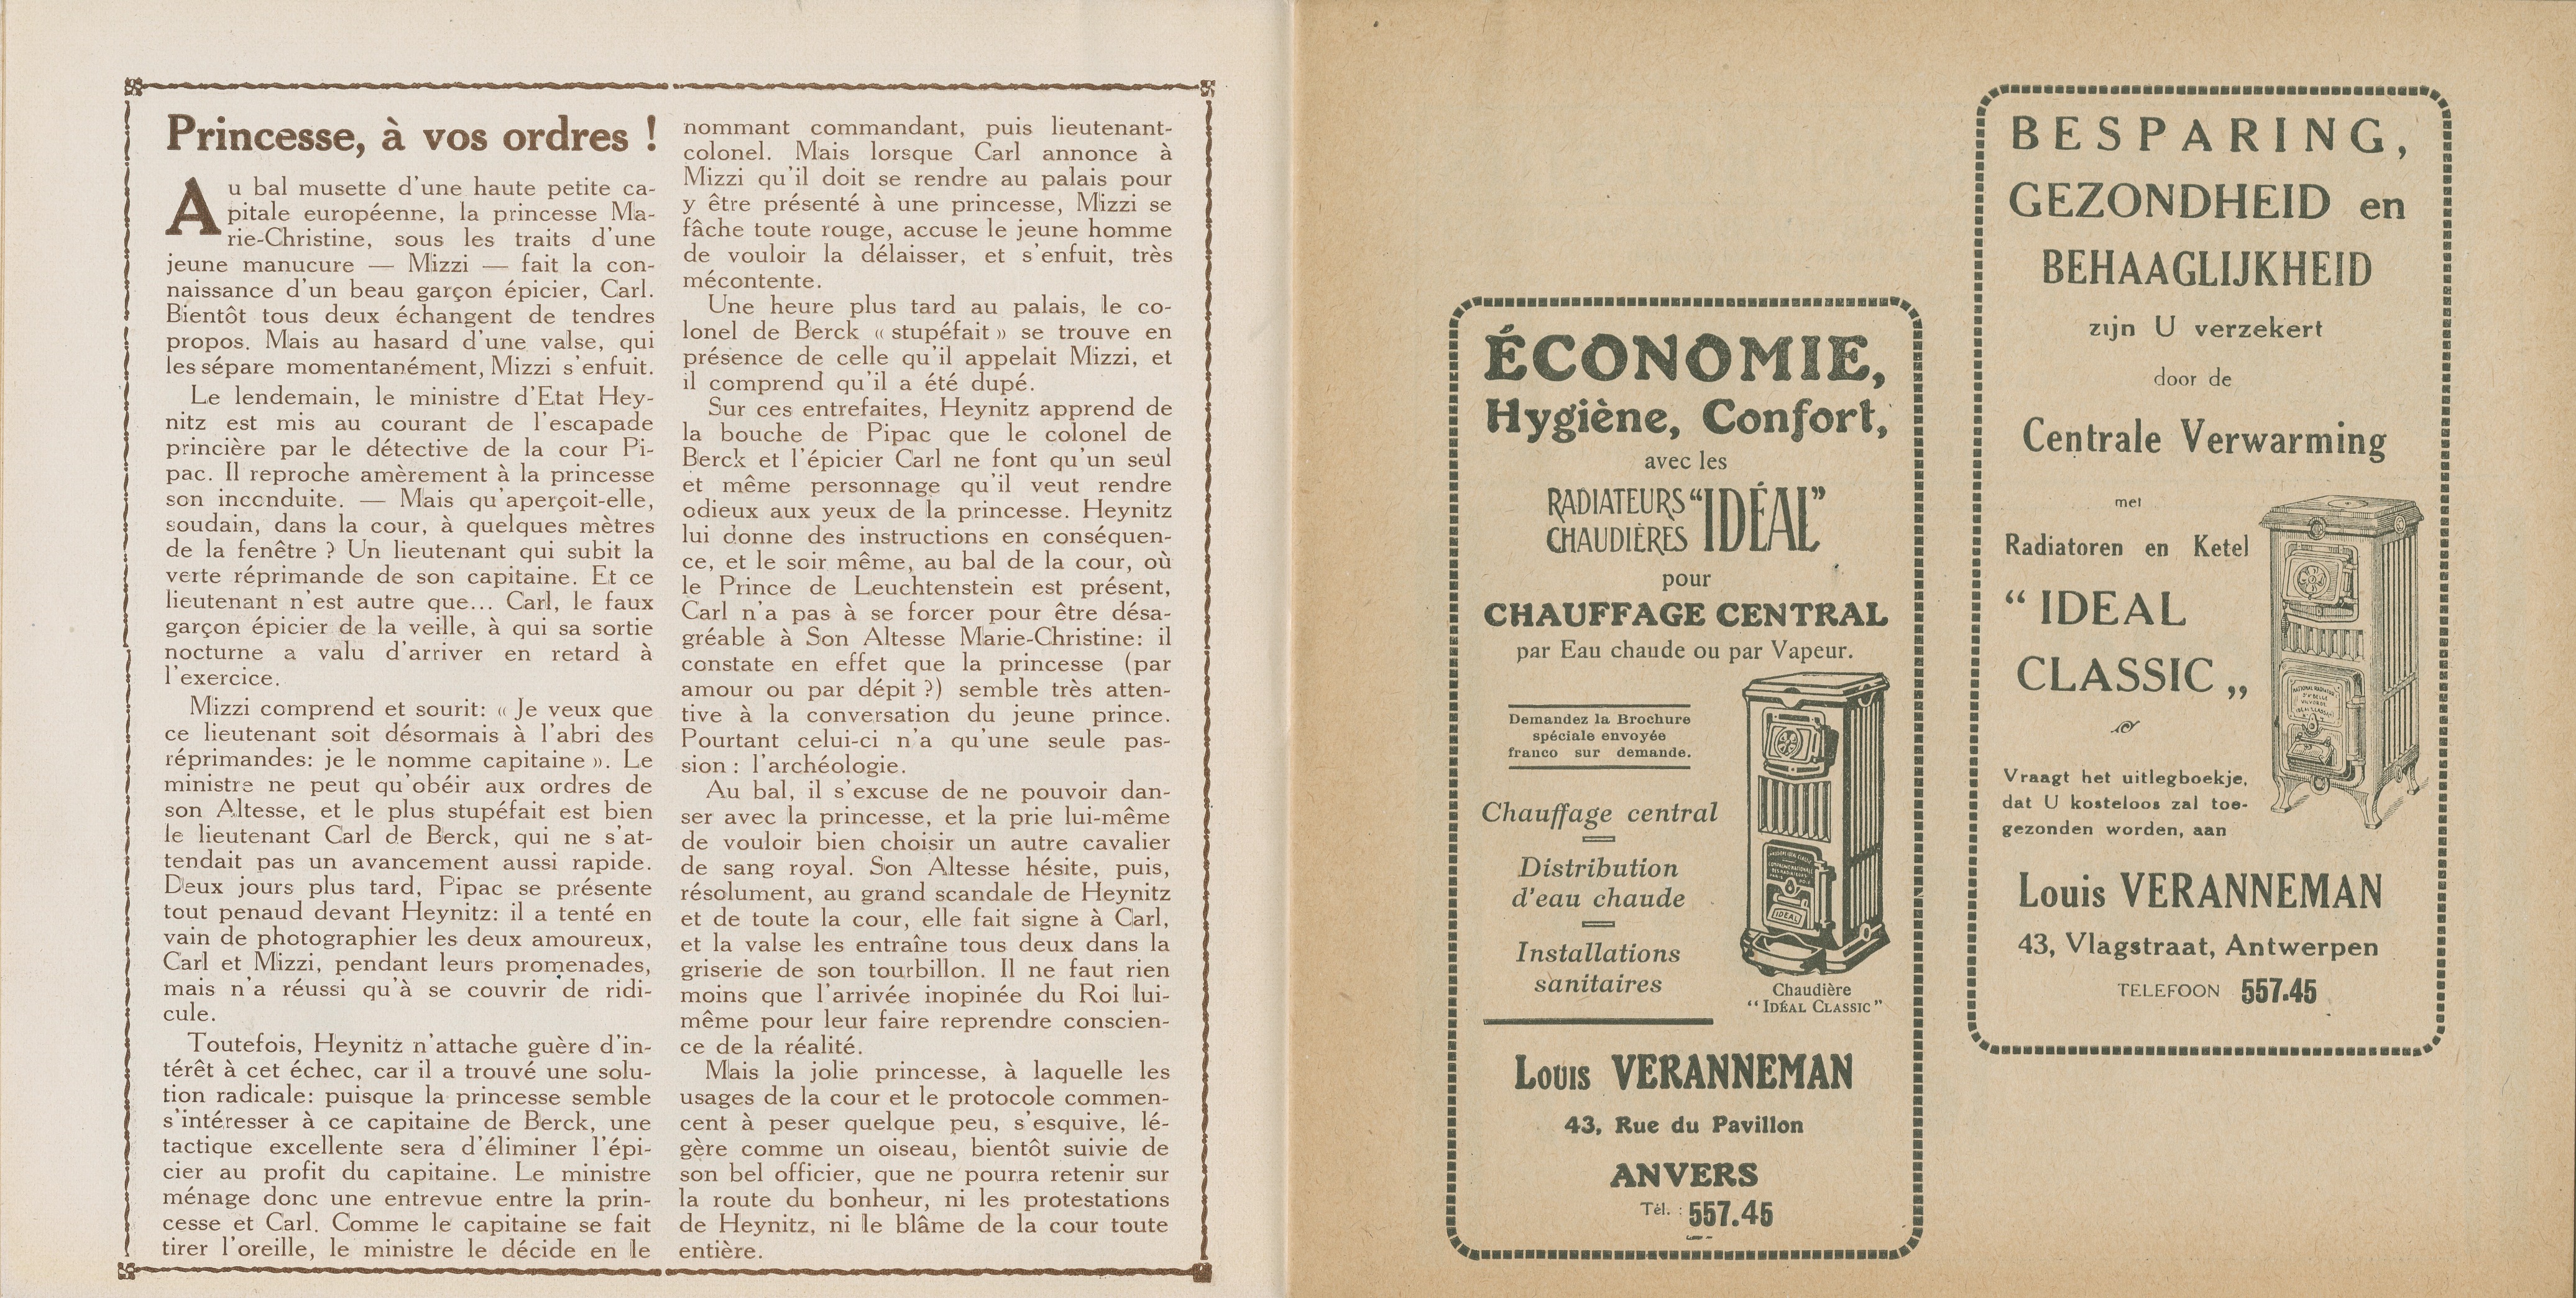 Princesse, à vos ordres !
Au bal musette d'une haute petite ca-
pitale européenne, la princesse Ma-
rie-Christine, sous les traits d'une
jeune manucure — Mizzi — fait la con-
naissance d'un beau garçon épicier, Carl.
Bientôt tous deux échangent de tendres
propos. Mais au hasard d'une valse, qui
les sépare momentanément, Mizzi s'enfuit.
Le lendemain, le ministre d'Etat Hey-
nitz est mis au courant de l'escapade
princière par le détective de la cour Pi-
pac. Il reproche amèrement à la princesse
son inconduite. — Mais qu'aperçoit-elle,
soudain, dans la cour, à quelques mètres
de la fenêtre ? Un lieutenant qui subit la
verte réprimande de son capitaine. Et ce
lieutenant n'est autre que... Carl, le faux
garçon épicier de la veille, à qui sa sortie
nocturne a valu d'arriver en retard à
l'exercice.
Mizzi comprend et sourit: « Je veux que
ce lieutenant soit désormais à l'abri des
réprimandes: je le nomme capitaine ». Le
ministre ne peut qu'obéir aux ordres de
son Altesse, et le plus stupéfait est bien
le lieutenant Carl de Berck, qui ne s'at-
tendait pas un avancement aussi rapide.
Deux jours plus tard, Pipac se présente
tout penaud devant Heynitz: il a tenté en
vain de photographier les deux amoureux,
Carl et Mizzi, pendant leurs promenades,
mais n'a réussi qu'à se couvrir de ridi-
cule.
Toutefois, Heynitz n'attache guère d'in-
térêt à cet échec, car il a trouvé une solu-
tion radicale: puisque la princesse semble
s'intéresser à ce capitaine de Berck, une
tactique excellente sera d'éliminer l'épi-
cier au profit du capitaine. Le ministre
ménage donc une entrevue entre la prin-
cesse et Carl. Comme le capitaine se fait
tirer l'oreille, le ministre le décide en le
nommant commandant, puis lieutenant-
colonel. Mais lorsque Carl annonce à
Mizzi qu'il doit se rendre au palais pour
y être présenté à une princesse, Mizzi se
fâche toute rouge, accuse le jeune homme
de vouloir la délaisser, et s'enfuit, très
mécontente.
Une heure plus tard au palais, le co-
lonel de Berck « stupéfait » se trouve en
présence de celle qu'il appelait Mizzi, et
il comprend qu'il a été dupé.
Sur ces entrefaites, Heynitz apprend de
la bouche de Pipac que le colonel de
Berck et l'épicier Carl ne font qu'un seul
et même personnage qu'il veut rendre
odieux aux yeux de la princesse. Heynitz
lui donne des instructions en conséquen-
ce, et le soir même, au bal de la cour, où
le Prince de Leuchtenstein est présent,
Carl n'a pas à se forcer pour être désa-
gréable à Son Altesse Marie-Christine: il
constate en effet que la princesse (par
amour ou par dépit ?) semble très atten-
tive à la conversation du jeune prince.
Pourtant celui-ci n'a qu'une seule pas-
sion : l'archéologie.
Au bal, il s'excuse de ne pouvoir dan-
ser avec la princesse, et la prie lui-même
de vouloir bien choisir un autre cavalier
de sang royal. Son Altesse hésite, puis,
résolument, au grand scandale de Heynitz
et de toute la cour, elle fait signe à Carl,
et la valse les entraîne tous deux dans la
griserie de son tourbillon. Il ne faut rien
moins que l'arrivée inopinée du Roi lui-
même pour leur faire reprendre conscien-
ce de la réalité.
Mais la jolie princesse, à laquelle les
usages de la cour et le protocole commen-
cent à peser quelque peu, s'esquive, lé-
gère comme un oiseau, bientôt suivie de
son bel officier, que ne pourra retenir sur
la route du bonheur, ni les protestations
de Heynitz, ni le blâme de la cour toute
entière.
ÉCONOMIE,
Hygiène, Confort,
avec les
RADIATEURS
CHAUDIÈRES
“IDÉAL”
pour
CHAUFFAGE CENTRAL
par Eau chaude ou par Vapeur.
Demandez la Brochure
spéciale envoyée
franco sur demande.
Chauffage central
Distribution
d'eau chaude
Installations
sanitaires
IDEAL
Chaudière
“ IDÉAL CLASSIC ”
Louis VERANNEMAN
43, Rue du Pavillon
ANVERS
Tél. : 557.45
BESPARING,
GEZONDHEID en
BEHAAGLIJKHEID
zijn U verzekert
door de
Centrale Verwarming
met
Radiatoren en Ketel
“ IDEAL
CLASSIC „
Vraagt het uitlegboekje,
dat U kosteloos zal toe-
gezonden worden, aan
Louis VERANNEMAN
43, Vlagstraat, Antwerpen
TELEFOON 557.45